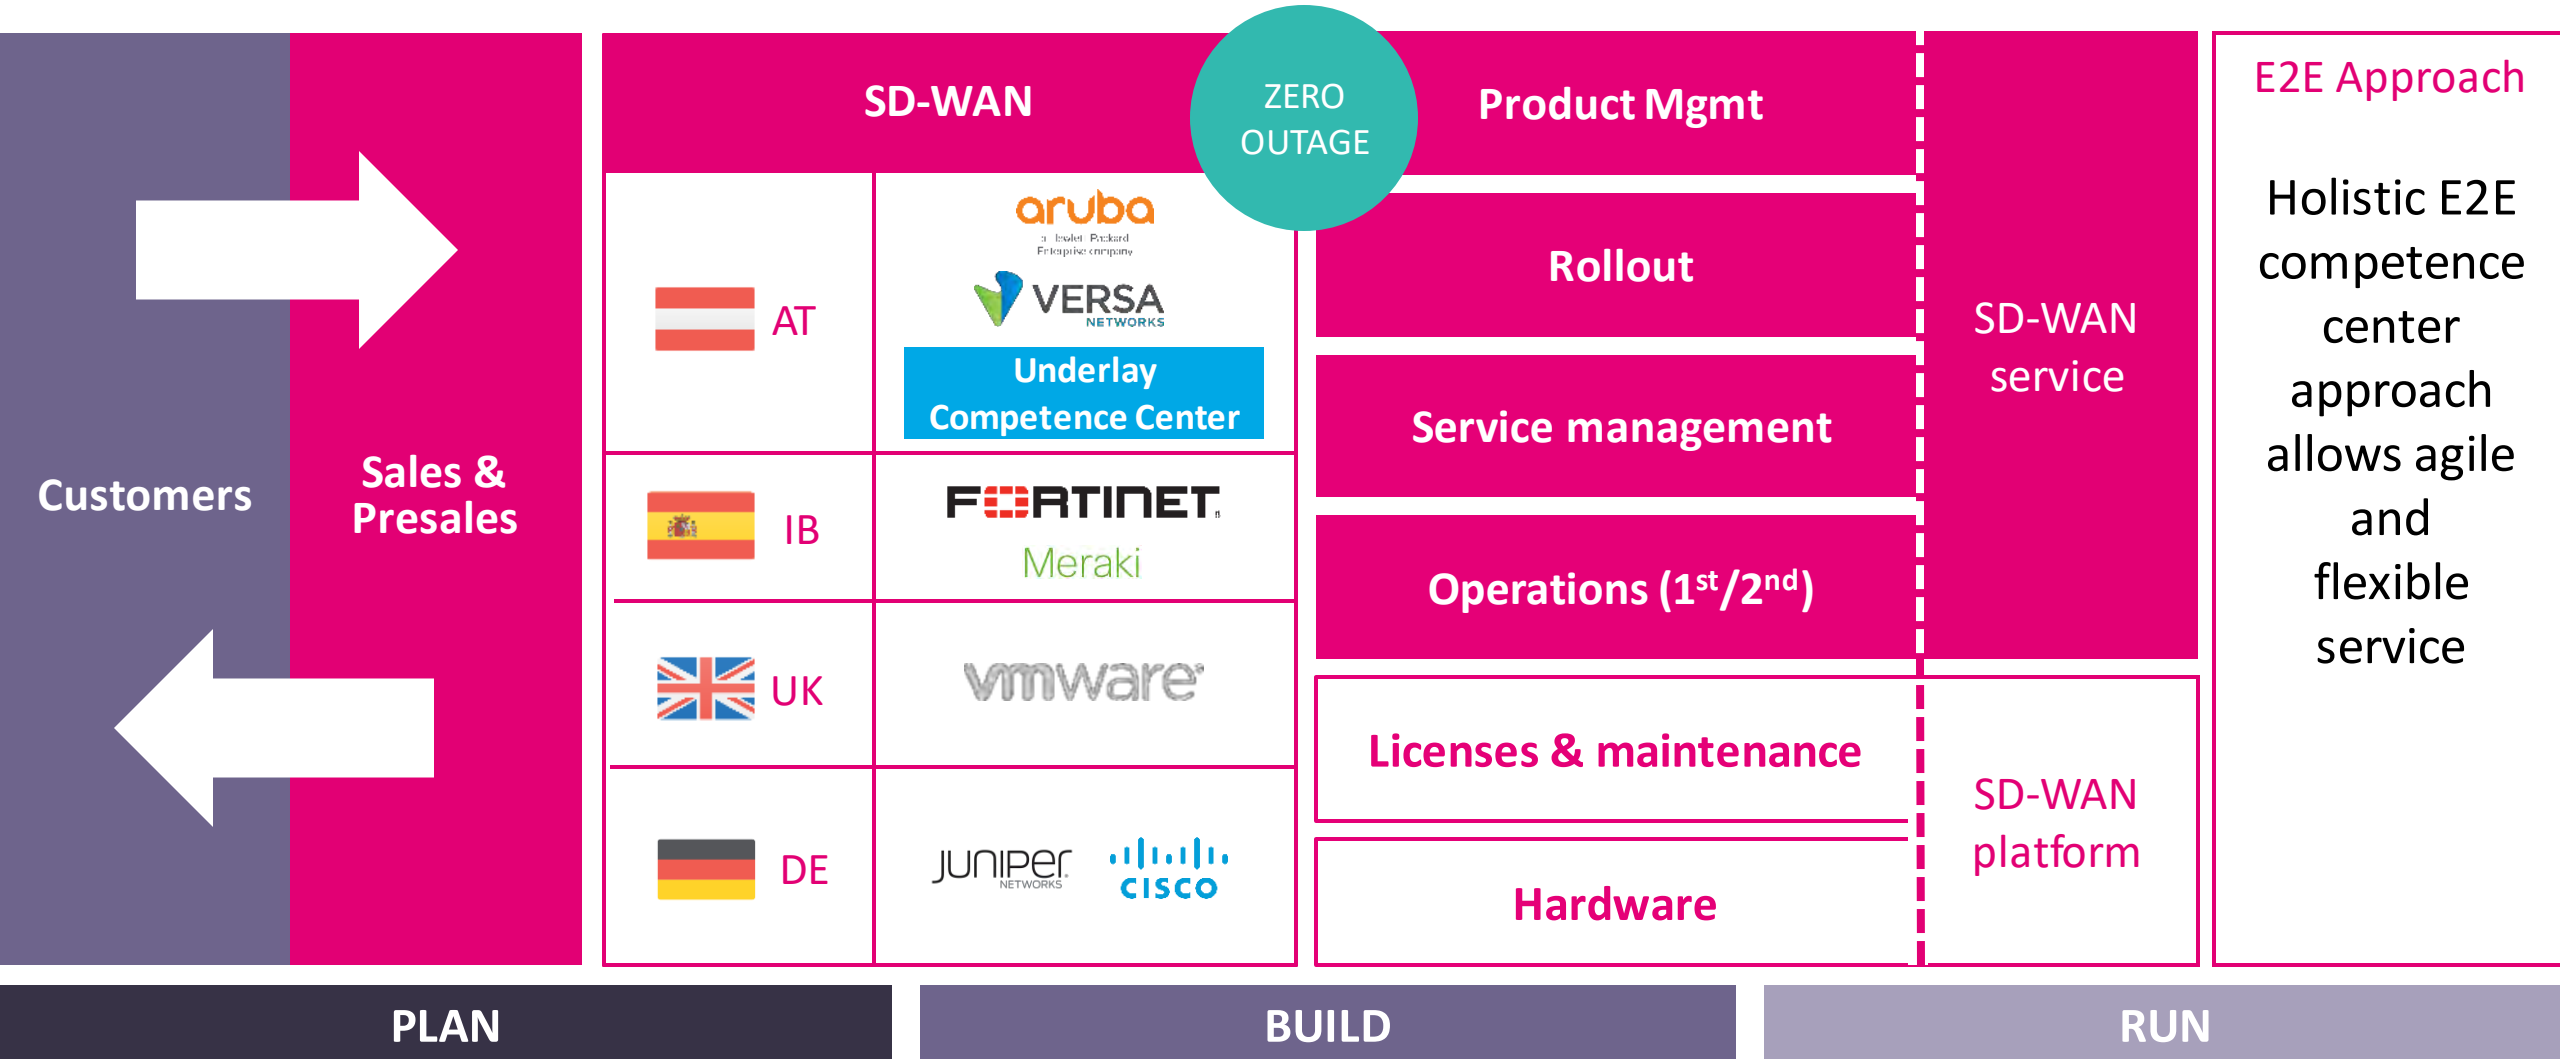 Customers
Sales &
Presales
SD-WAN
ZERO
OUTAGE
AT
aruba
a Hewlett Packard
Enterprise company
VERSA
NETWORKS
Underlay
Competence Center
IB
FORTINET
Meraki
UK
vmware
DE
JUNIPER
NETWORKS
CISCO
Product Mgmt
Rollout
Service management
Operations (1st/2nd)
Licenses & maintenance
Hardware
SD-WAN
service
SD-WAN
platform
E2E Approach
Holistic E2E
competence
center
approach
allows agile
and
flexible
service
PLAN
BUILD
RUN